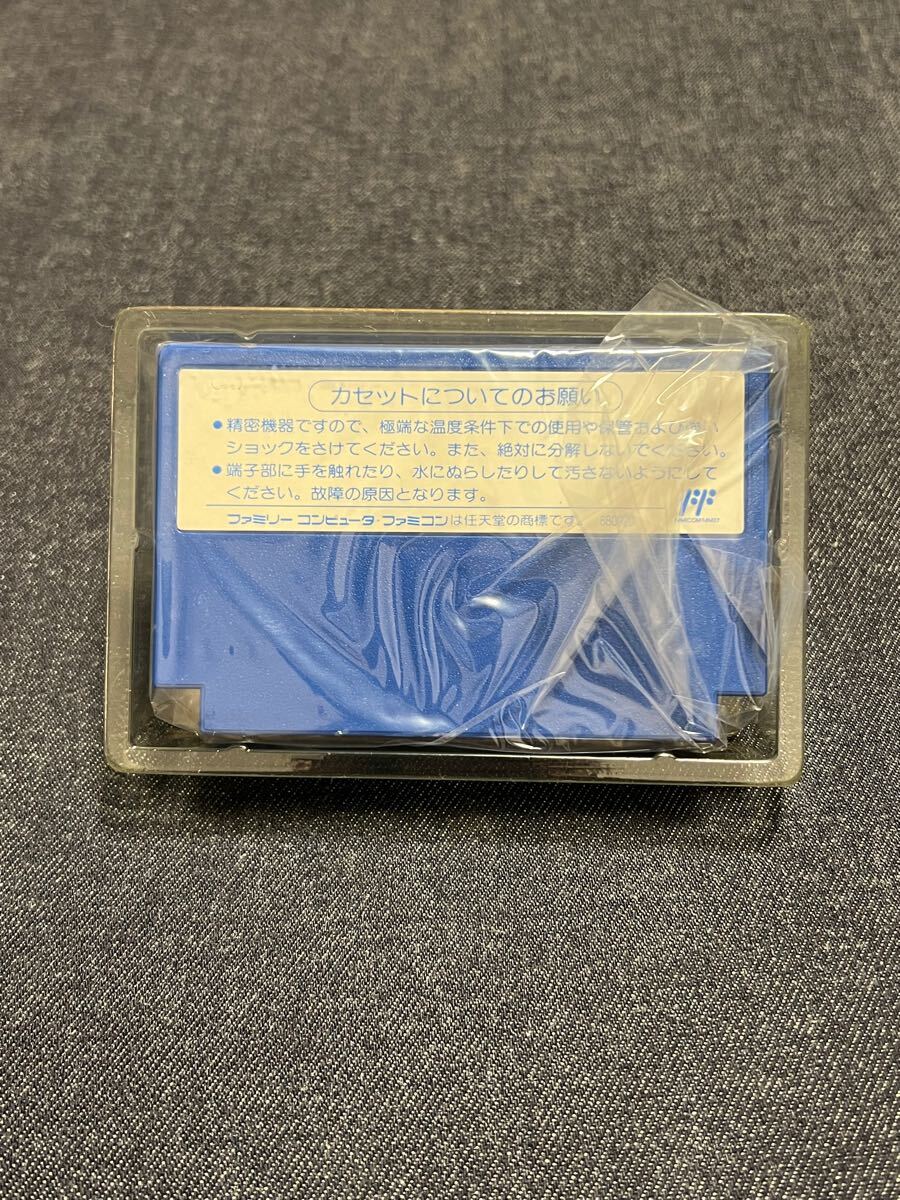 カセットについてのお願い
●精密機器ですので、極端な温度条件下での使用や保管および強い
ショックをさけてください。また、絶対に分解しないでください。
●端子部に手を触れたり、水にぬらしたりして汚さないようにして
ください。故障の原因となります。
ファミリー コンピュータ・ファミコンは任天堂の商標です。